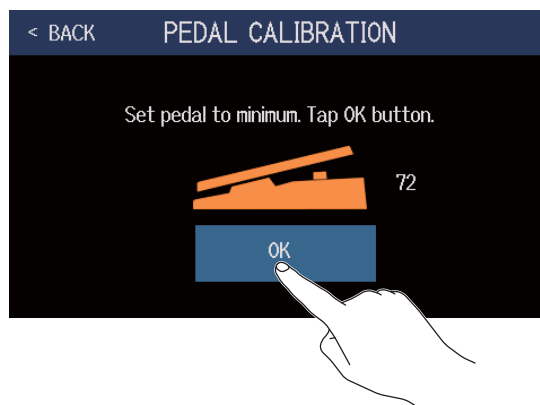 < BACK PEDAL CALIBRATION
Set pedal to minimum. Tap OK button.
72
OK